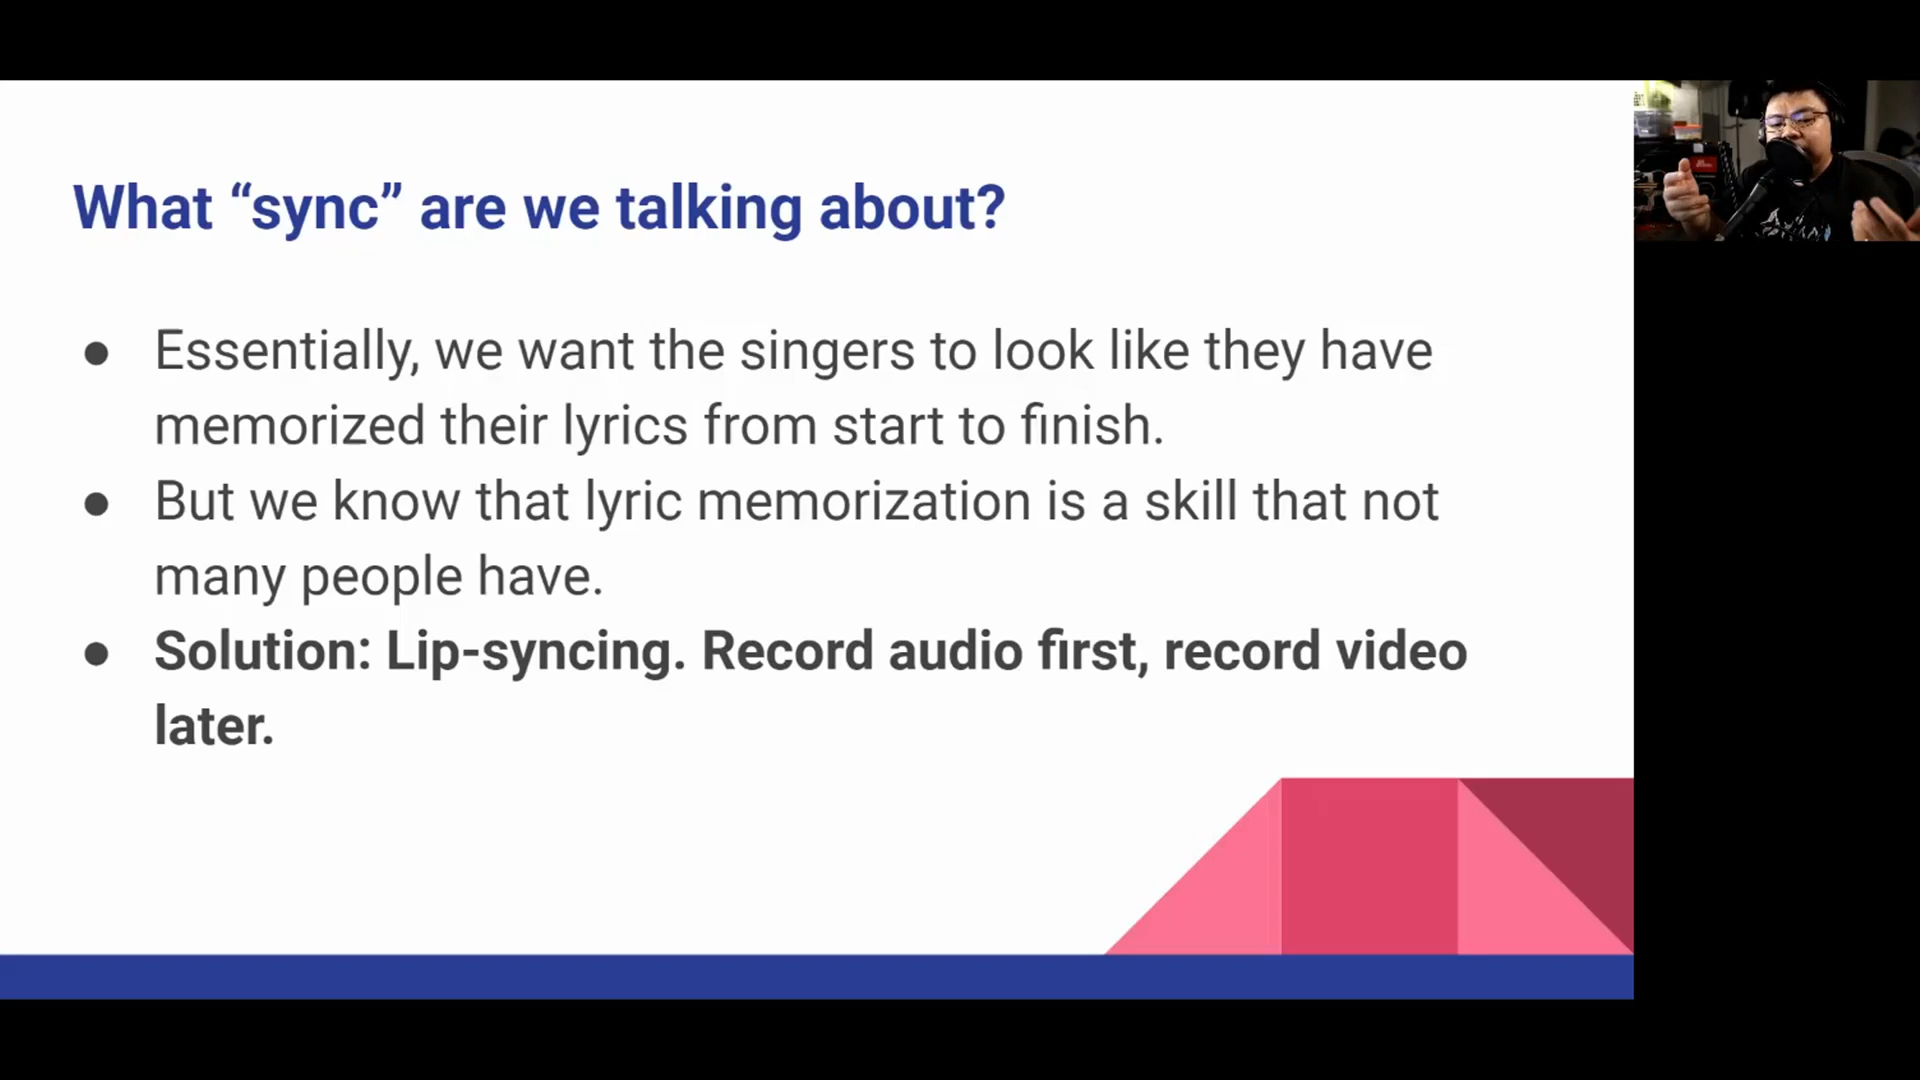 What “sync” are we talking about?
● Essentially, we want the singers to look like they have
memorized their lyrics from start to finish.
● But we know that lyric memorization is a skill that not
many people have.
● Solution: Lip-syncing. Record audio first, record video
later.